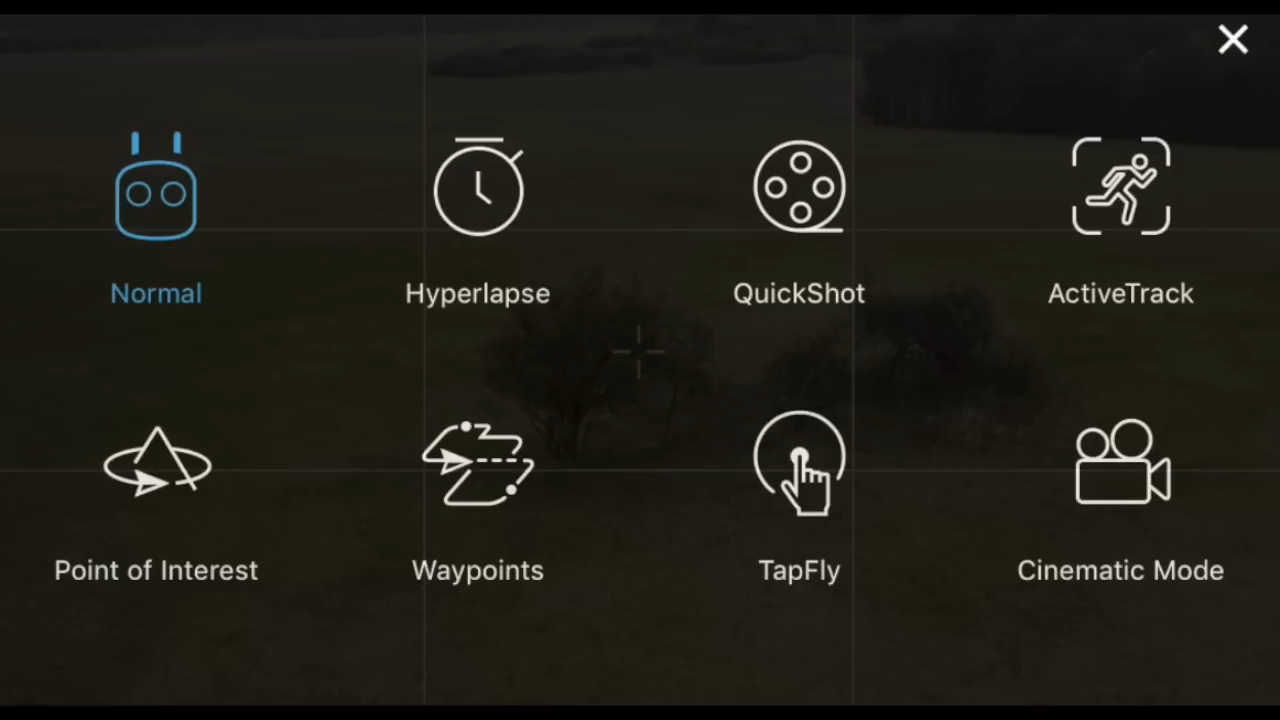 Normal
Hyperlapse
QuickShot
ActiveTrack
Point of Interest
Waypoints
TapFly
Cinematic Mode